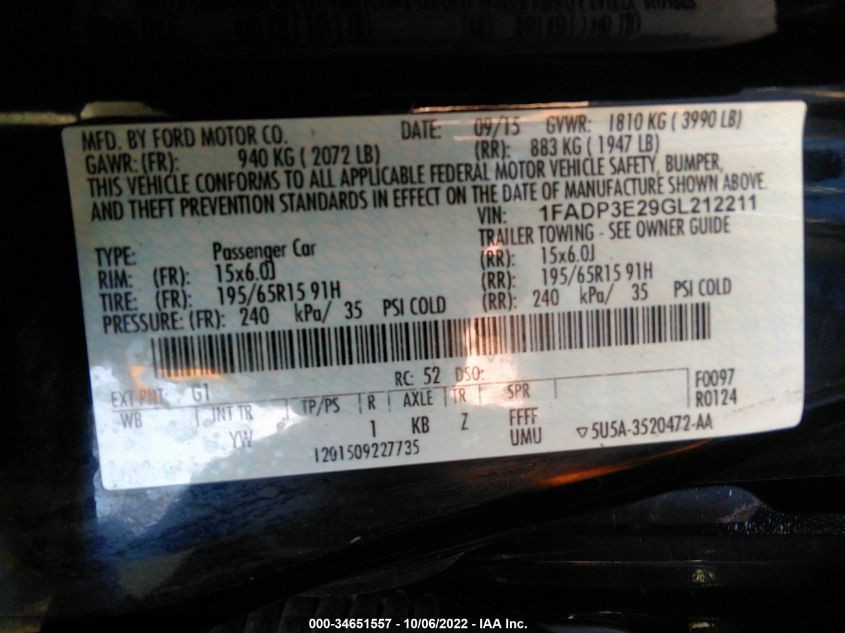 MFD. BY FORD MOTOR CO. DATE: 09/15 GVWR: 1810 KG ( 3990 LB)
GAWR: (FR): 940 KG ( 2072 LB) (RR): 883 KG ( 1947 LB)
THIS VEHICLE CONFORMS TO ALL APPLICABLE FEDERAL MOTOR VEHICLE SAFETY, BUMPER,
AND THEFT PREVENTION STANDARDS IN EFFECT ON THE DATE OF MANUFACTURE SHOWN ABOVE.
VIN: 1FADP3E29GL212211
TYPE: Passenger Car TRAILER TOWING - SEE OWNER GUIDE
RIM: (FR): 15x6.0J (RR): 15x6.0J
TIRE: (FR): 195/65R15 91H (RR): 195/65R15 91H
PRESSURE: (FR): 240 kPa/ 35 PSI COLD (RR): 240 kPa/ 35 PSI COLD
EXT PNT: G1 RC: 52 DSO: F0097
WB INT TR TP/PS R AXLE TR SPR R0124
YW 1 KB Z FFFF
UMU ▽5U5A-3520472-AA
1201509227735
000-34651557 - 10/06/2022 - IAA Inc.